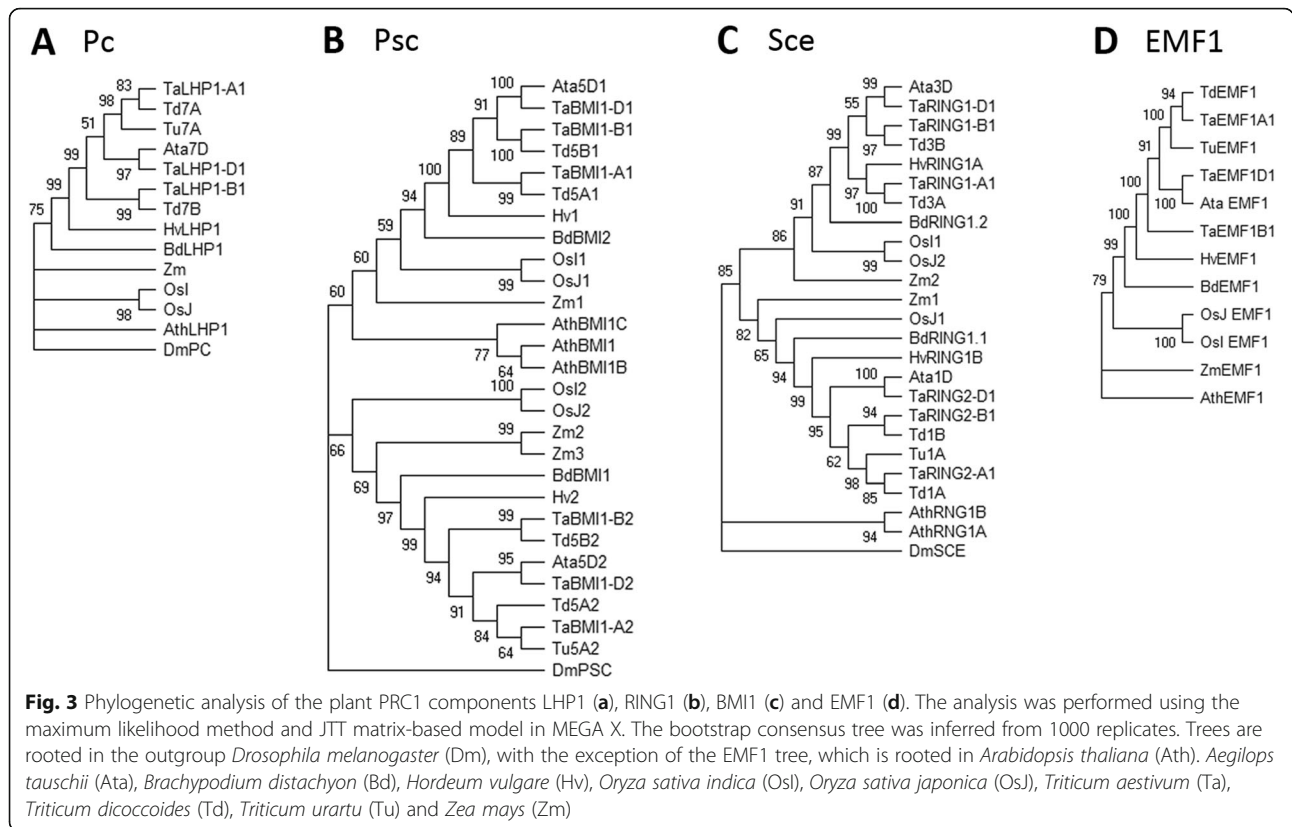 A Pc
83
98
51
99
99
75
97
99
98
TaLHP1-A1
Td7A
Tu7A
Ata7D
TaLHP1-D1
TaLHP1-B1
Td7B
HvLHP1
BdLHP1
Zm
OsI
OsJ
AthLHP1
DmPC
B Psc
100
91
89
100
100
99
94
59
60
99
60
77
64
100
66
99
69
97
99
99
94
95
91
84
64
Ata5D1
TaBMI1-D1
TaBMI1-B1
Td5B1
TaBMI1-A1
Td5A1
Hv1
BdBMI2
OsI1
OsJ1
Zm1
AthBMI1C
AthBMI1
AthBMI1B
OsI2
OsJ2
Zm2
Zm3
BdBMI1
Hv2
TaBMI1-B2
Td5B2
Ata5D2
TaBMI1-D2
Td5A2
TaBMI1-A2
Tu5A2
DmPSC
C Sce
99
55
99
97
87
97
100
91
86
99
85
82
65
94
100
99
94
95
62
98
85
94
Ata3D
TaRING1-D1
TaRING1-B1
Td3B
HvRING1A
TaRING1-A1
Td3A
BdRING1.2
OsI1
OsJ2
Zm2
Zm1
OsJ1
BdRING1.1
HvRING1B
Ata1D
TaRING2-D1
TaRING2-B1
Td1B
Tu1A
TaRING2-A1
Td1A
AthRNG1B
AthRNG1A
DmSCE
D EMF1
94
100
91
100
100
100
99
79
100
TdEMF1
TaEMF1A1
TuEMF1
TaEMF1D1
Ata EMF1
TaEMF1B1
HvEMF1
BdEMF1
OsJ EMF1
OsI EMF1
ZmEMF1
AthEMF1
Fig. 3 Phylogenetic analysis of the plant PRC1 components LHP1 (a), RING1 (b), BMI1 (c) and EMF1 (d). The analysis was performed using the
maximum likelihood method and JTT matrix-based model in MEGA X. The bootstrap consensus tree was inferred from 1000 replicates. Trees are
rooted in the outgroup Drosophila melanogaster (Dm), with the exception of the EMF1 tree, which is rooted in Arabidopsis thaliana (Ath). Aegilops
tauschii (Ata), Brachypodium distachyon (Bd), Hordeum vulgare (Hv), Oryza sativa indica (OsI), Oryza sativa japonica (OsJ), Triticum aestivum (Ta),
Triticum dicoccoides (Td), Triticum urartu (Tu) and Zea mays (Zm)